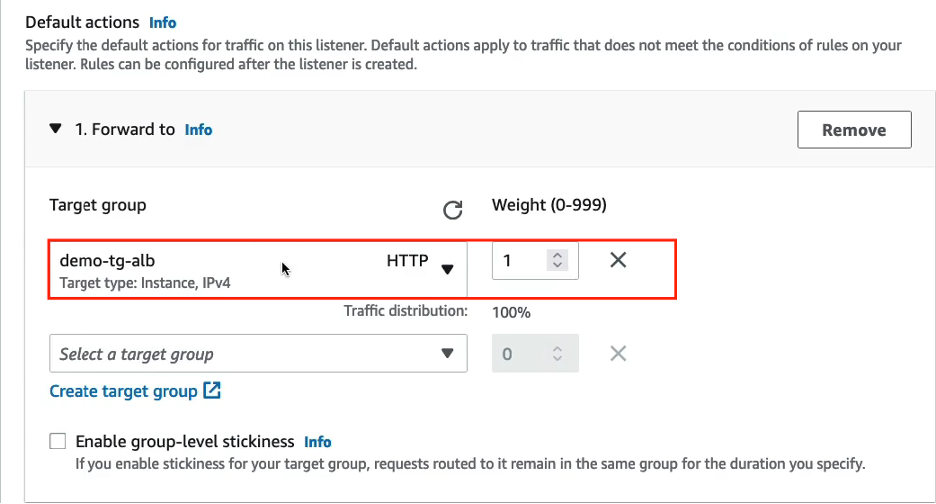 Default actions Info
Specify the default actions for traffic on this listener. Default actions apply to traffic that does not meet the conditions of rules on your
listener. Rules can be configured after the listener is created.
1. Forward to Info
Remove
Target group
Weight (0-999)
demo-tg-alb HTTP
1
Target type: Instance, IPv4
Traffic distribution: 100%
Select a target group
0
Create target group
Enable group-level stickiness Info
If you enable stickiness for your target group, requests routed to it remain in the same group for the duration you specify.